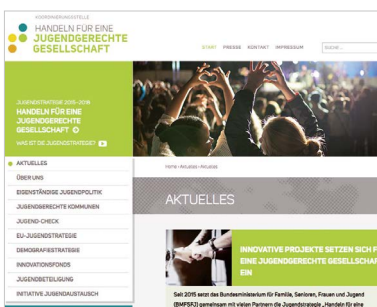 KOORDINIERUNGSSTELLE
HANDELN FÜR EINE
JUGENDGERECHTE
GESELLSCHAFT
START PRESSE KONTAKT IMPRESSUM
SUCHE ...
JUGENDSTRATEGIE 2015–2018
HANDELN FÜR EINE
JUGENDGERECHTE
GESELLSCHAFT
WAS IST DIE JUGENDSTRATEGIE?
AKTUELLES
ÜBER UNS
EIGENSTÄNDIGE JUGENDPOLITIK
JUGENDGERECHTE KOMMUNEN
JUGEND-CHECK
EU-JUGENDSTRATEGIE
DEMOGRAFIESTRATEGIE
INNOVATIONSFONDS
JUGENDBETEILIGUNG
INITIATIVE JUGENDAUSTAUSCH
Home › Aktuelles › Aktuelles
AKTUELLES
INNOVATIVE PROJEKTE SETZEN SICH F
EINE JUGENDGERECHTE GESELLSCHA
EIN
Seit 2015 setzt das Bundesministerium für Familie, Senioren, Frauen und Jugend
(BMFSFJ) gemeinsam mit vielen Partnern die Jugendstrategie „Handeln für eine